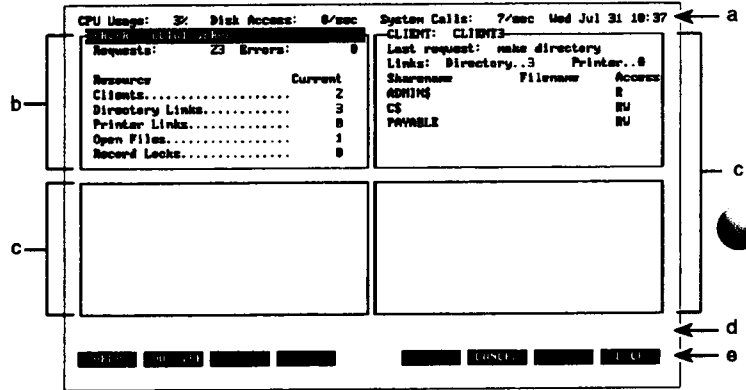 CPU Usage: 3% Disk Access: 0/sec System Calls: 7/sec Wed Jul 31 10:37
a
CLIENT: CLIENT3
Requests: 23 Errors: 0
Last request: make directory
Links: Directory..3 Printer..0
Resource Current
Sharename Filename Access
b
Clients................ 2
ADMIN$ R
Directory Links.............. 3
C$ RW
Printer Links.............. 0
PAYABLE RW
Open Files.............. 1
Record Locks.............. 0
c
c
d
CANCEL
e